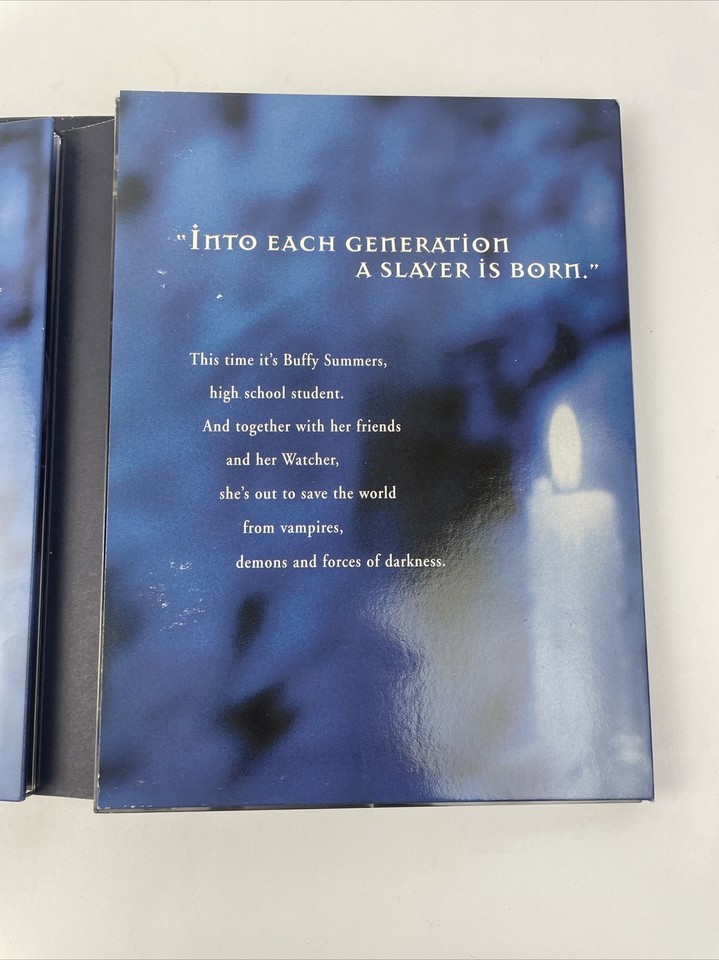 “Into each generation
a slayer is born.”
This time it’s Buffy Summers,
high school student.
And together with her friends
and her Watcher,
she’s out to save the world
from vampires,
demons and forces of darkness.